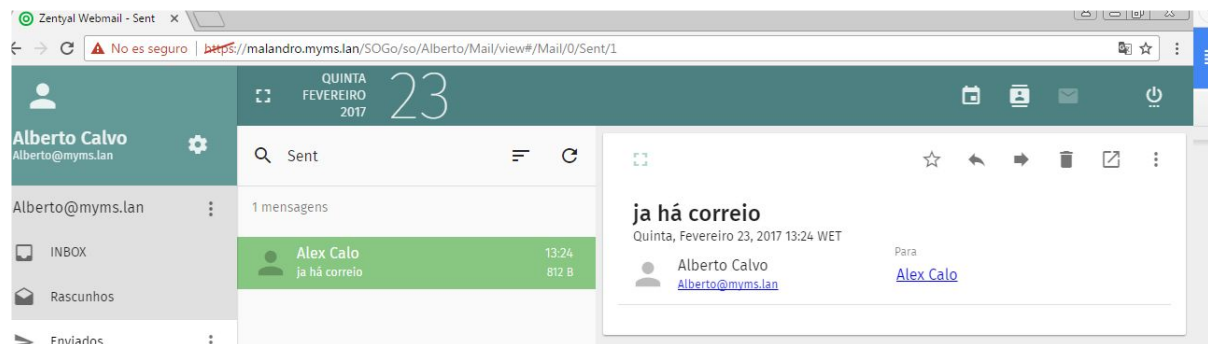 Zentyal Webmail - Sent
No es seguro | https://malandro.myms.lan/SOGo/so/Alberto/Mail/view#/Mail/0/Sent/1
QUINTA
FEVEREIRO
2017
23
Alberto Calvo
Alberto@myms.lan
Sent
Alberto@myms.lan
INBOX
Rascunhos
Enviados
1 mensagens
Alex Calo 13:24
ja há correio 812 B
ja há correio
Quinta, Fevereiro 23, 2017 13:24 WET
Alberto Calvo
Alberto@myms.lan
Para
Alex Calo